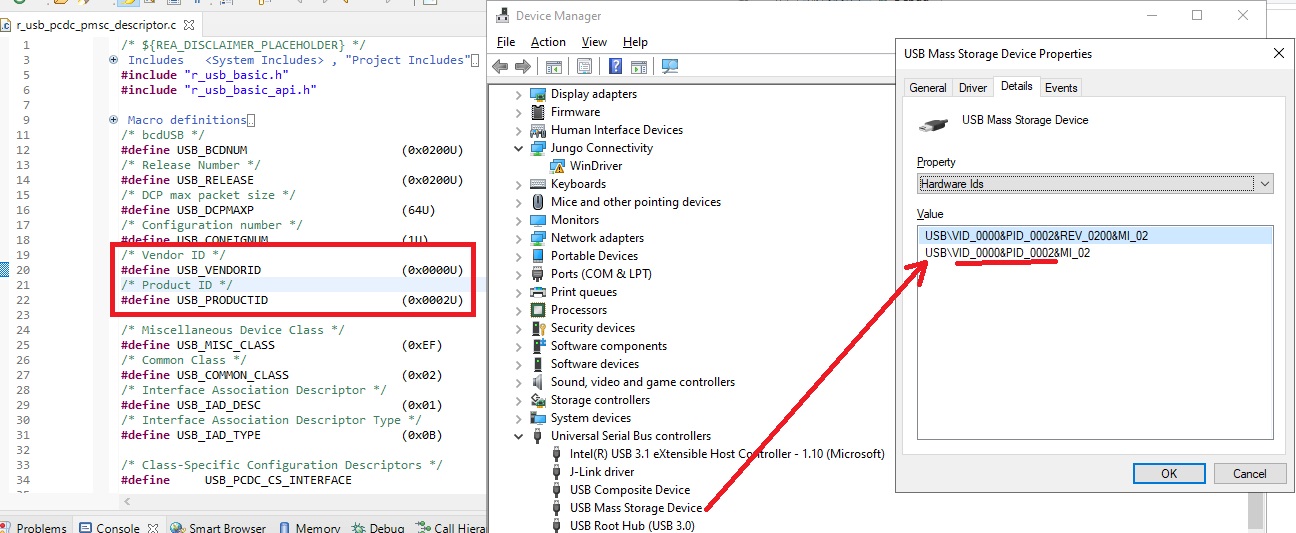 r_usb_pcdc_pmsc_descriptor.c
1 /* ${REA_DISCLAIMER_PLACEHOLDER} */
3 Includes <System Includes> , "Project Includes"
5 #include "r_usb_basic.h"
6 #include "r_usb_basic_api.h"
7
9 Macro definitions
11 /* bcdUSB */
12 #define USB_BCDNUM (0x0200U)
13 /* Release Number */
14 #define USB_RELEASE (0x0200U)
15 /* DCP max packet size */
16 #define USB_DCPMAXP (64U)
17 /* Configuration number */
18 #define USB_CONFIGNUM (1U)
19 /* Vendor ID */
20 #define USB_VENDORID (0x0000U)
21 /* Product ID */
22 #define USB_PRODUCTID (0x0002U)
23
24 /* Miscellaneous Device Class */
25 #define USB_MISC_CLASS (0xEF)
26 /* Common Class */
27 #define USB_COMMON_CLASS (0x02)
28 /* Interface Association Descriptor */
29 #define USB_IAD_DESC (0x01)
30 /* Interface Association Descriptor Type */
31 #define USB_IAD_TYPE (0x0B)
32
33 /* Class-Specific Configuration Descriptors */
34 #define USB_PCDC_CS_INTERFACE
Problems Console Smart Browser Memory Debug Call Hiera
Device Manager
File Action View Help
Display adapters
Firmware
Human Interface Devices
Jungo Connectivity
WinDriver
Keyboards
Mice and other pointing devices
Monitors
Network adapters
Portable Devices
Ports (COM & LPT)
Print queues
Processors
Security devices
Software components
Software devices
Sound, video and game controllers
Storage controllers
System devices
Universal Serial Bus controllers
Intel(R) USB 3.1 eXtensible Host Controller - 1.10 (Microsoft)
J-Link driver
USB Composite Device
USB Mass Storage Device
USB Root Hub (USB 3.0)
USB Mass Storage Device Properties
General Driver Details Events
USB Mass Storage Device
Property
Hardware Ids
Value
USB\VID_0000&PID_0002&REV_0200&MI_02
USB\VID_0000&PID_0002&MI_02
OK Cancel